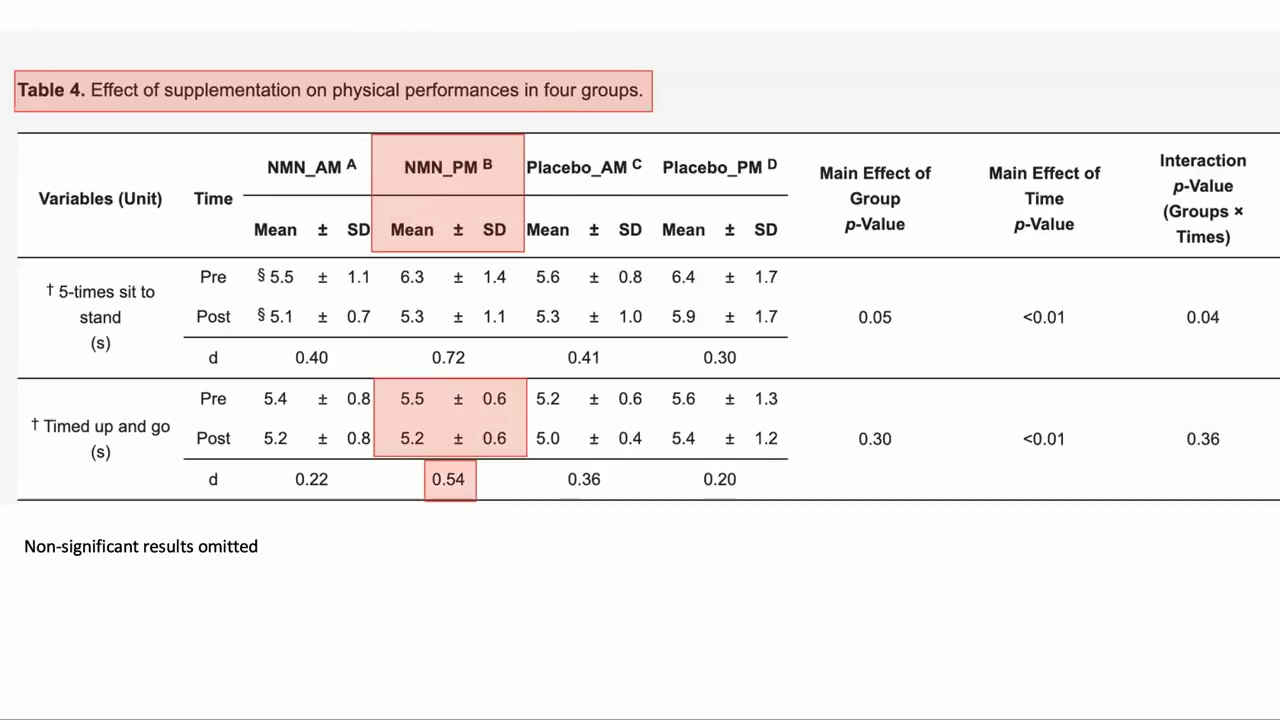 Table 4. Effect of supplementation on physical performances in four groups.
Variables (Unit) Time NMN_AM A NMN_PM B Placebo_AM C Placebo_PM D Main Effect of Group p-Value Main Effect of Time p-Value Interaction p-Value (Groups × Times)
Mean ± SD Mean ± SD Mean ± SD Mean ± SD
† 5-times sit to stand (s)
Pre § 5.5 ± 1.1 6.3 ± 1.4 5.6 ± 0.8 6.4 ± 1.7
Post § 5.1 ± 0.7 5.3 ± 1.1 5.3 ± 1.0 5.9 ± 1.7 0.05 <0.01 0.04
d 0.40 0.72 0.41 0.30
† Timed up and go (s)
Pre 5.4 ± 0.8 5.5 ± 0.6 5.2 ± 0.6 5.6 ± 1.3
Post 5.2 ± 0.8 5.2 ± 0.6 5.0 ± 0.4 5.4 ± 1.2 0.30 <0.01 0.36
d 0.22 0.54 0.36 0.20
Non-significant results omitted